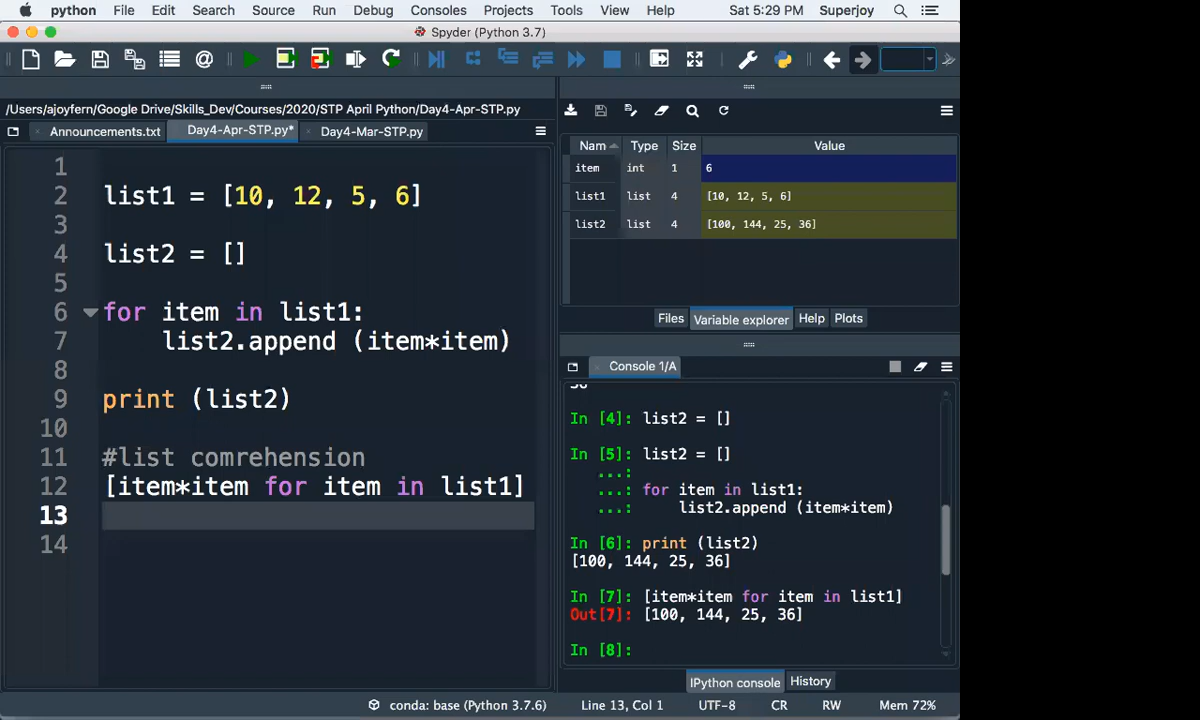 python File Edit Search Source Run Debug Consoles Projects Tools View Help Sat 5:29 PM Superjoy
Spyder (Python 3.7)
/Users/ajoyfern/Google Drive/Skills_Dev/Courses/2020/STP April Python/Day4-Apr-STP.py
Announcements.txt Day4-Apr-STP.py* Day4-Mar-STP.py
1
2 list1 = [10, 12, 5, 6]
3
4 list2 = []
5
6 for item in list1:
7 list2.append (item*item)
8
9 print (list2)
10
11 #list comrehension
12 [item*item for item in list1]
13
14
Nam Type Size Value
item int 1 6
list1 list 4 [10, 12, 5, 6]
list2 list 4 [100, 144, 25, 36]
Files Variable explorer Help Plots
Console 1/A
In [4]: list2 = []
In [5]: list2 = []
...:
...: for item in list1:
...: list2.append (item*item)
In [6]: print (list2)
[100, 144, 25, 36]
In [7]: [item*item for item in list1]
Out[7]: [100, 144, 25, 36]
In [8]:
IPython console History
conda: base (Python 3.7.6) Line 13, Col 1 UTF-8 CR RW Mem 72%